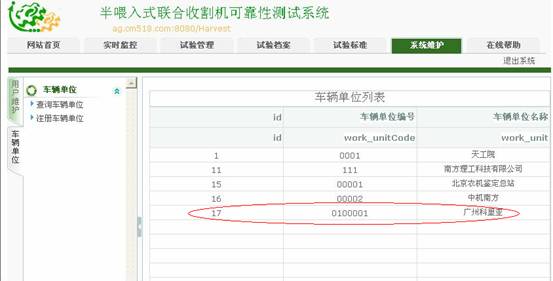 半喂入式联合收割机可靠性测试系统
ag.om519.com:8080/Harvest
网站首页 实时监控 试验管理 试验档案 试验标准 系统维护 在线帮助
退出系统
用户维护
车辆单位
车辆单位
查询车辆单位
注册车辆单位
车辆单位列表
id 车辆单位编号 车辆单位名称
id work_unitCode work_unit
1 0001 天工院
11 111 南方理工科技有限公司
15 00001 北京农机鉴定总站
16 00002 中机南方
17 0100001 广州科星亚